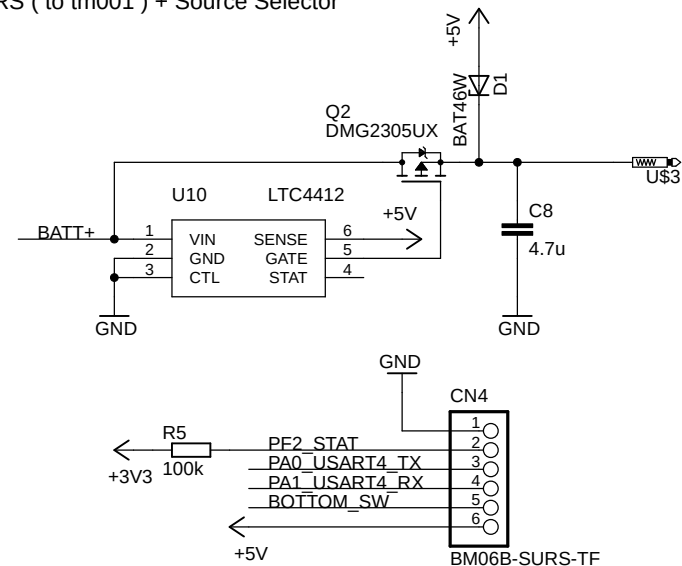 RS ( to tm001 ) + Source Selector
+5V
BAT46W
D1
Q2
DMG2305UX
U$3
U10
LTC4412
+5V
C8
4.7u
BATT+
1
VIN
SENSE
6
2
GND
GATE
5
3
CTL
STAT
4
GND
GND
GND
CN4
R5
100k
+3V3
PF2_STAT
1
2
PA0_USART4_TX
3
PA1_USART4_RX
4
BOTTOM_SW
5
6
+5V
BM06B-SURS-TF